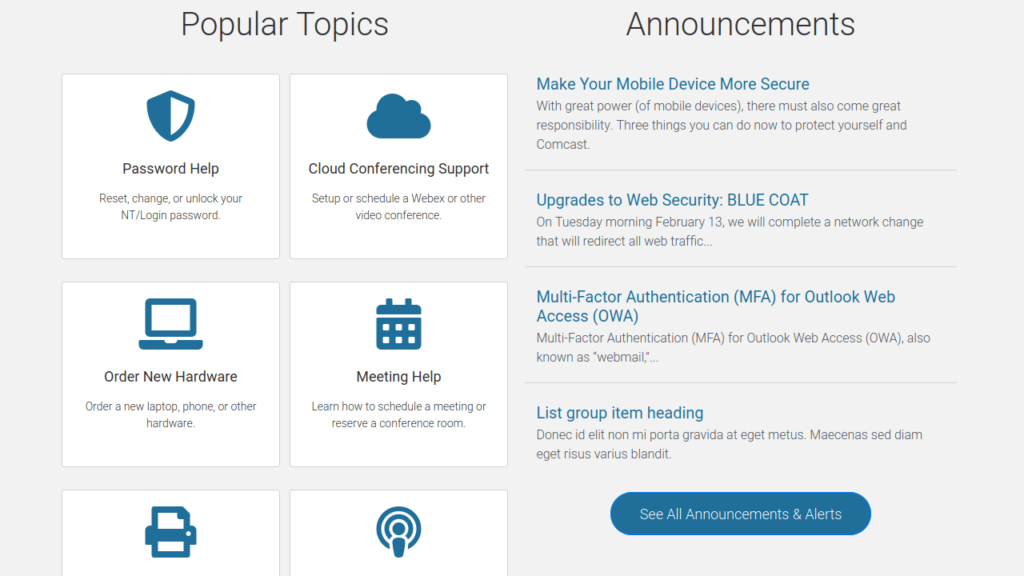 Popular Topics
Password Help
Reset, change, or unlock your
NT/Login password.
Cloud Conferencing Support
Setup or schedule a Webex or other
video conference.
Order New Hardware
Order a new laptop, phone, or other
hardware.
Meeting Help
Learn how to schedule a meeting or
reserve a conference room.
Announcements
Make Your Mobile Device More Secure
With great power (of mobile devices), there must also come great
responsibility. Three things you can do now to protect yourself and
Comcast.
Upgrades to Web Security: BLUE COAT
On Tuesday morning February 13, we will complete a network change
that will redirect all web traffic...
Multi-Factor Authentication (MFA) for Outlook Web
Access (OWA)
Multi-Factor Authentication (MFA) for Outlook Web Access (OWA), also
known as “webmail,”...
List group item heading
Donec id elit non mi porta gravida at eget metus. Maecenas sed diam
eget risus varius blandit.
See All Announcements & Alerts